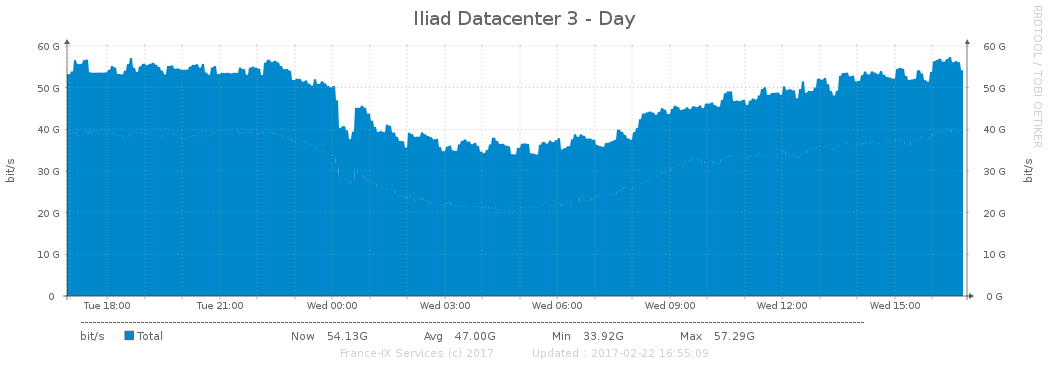 Iliad Datacenter 3 - Day
RRDTOOL / TOBI OETIKER
60 G 60 G
50 G 50 G
40 G 40 G
30 G 30 G
20 G 20 G
10 G 10 G
0 0 G
bit/s bit/s
Tue 18:00 Tue 21:00 Wed 00:00 Wed 03:00 Wed 06:00 Wed 09:00 Wed 12:00 Wed 15:00
bit/s Total Now 54.13G Avg 47.00G Min 33.92G Max 57.29G
France-IX Services (c) 2017 Updated : 2017-02-22 16:55:09